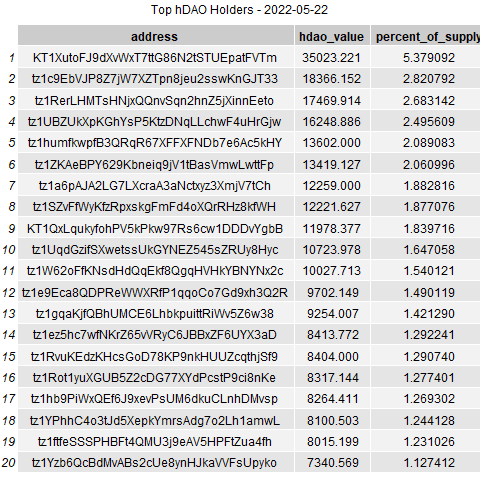 Top hDAO Holders - 2022-05-22
address hdao_value percent_of_supply
1 KT1XutoFJ9dXvWxT7ttG86N2tSTUEpatFVTm 35023.221 5.379092
2 tz1c9EbVJP8Z7jW7XZTpn8jeu2sswKnGJT33 18366.152 2.820792
3 tz1RerLHMTsHNjxQQnvSqn2hnZ5jXinnEeto 17469.914 2.683142
4 tz1UBZUkXpKGhYsP5KtzDNqLLchwF4uHrGjw 16248.886 2.495609
5 tz1humfkwpfB3QRqR67XFFXFNDb7e6Ac5kHY 13602.000 2.089083
6 tz1ZKAeBPY629Kbneiq9jV1tBasVmwLwttFp 13419.127 2.060996
7 tz1a6pAJA2LG7LXcraA3aNctxyz3XmjV7tCh 12259.000 1.882816
8 tz1SZvFfWyKfzRpxskgFmFd4oXQrRHz8kfWH 12221.627 1.877076
9 KT1QxLqukyfohPV5kPkw97Rs6cw1DDDvYgbB 11978.377 1.839716
10 tz1UqdGzifSXwetssUkGYNEZ545sZRUy8Hyc 10723.978 1.647058
11 tz1W62oFfKNsdHdQqEkf8QgqHVHkYBNYNx2c 10027.713 1.540121
12 tz1e9Eca8QDPReWWXRfP1qqoCo7Gd9xh3Q2R 9702.149 1.490119
13 tz1gqaKjfQBhUMCE6LhbkpuittRiWv5Z6w38 9254.007 1.421290
14 tz1ez5hc7wfNKrZ65vVRyC6JBBxZF6UYX3aD 8413.772 1.292241
15 tz1RvuKEdzKHcsGoD78KP9nkHUUZcqthjSf9 8404.000 1.290740
16 tz1Rot1yuXGUB5Z2cDG77XYdPcstP9ci8nKe 8317.144 1.277401
17 tz1hb9PiWxQEf6J9xevPsUM6dkuCLnhDMvsp 8264.411 1.269302
18 tz1YPhhC4o3tJd5XepkYmrsAdg7o2Lh1amwL 8100.503 1.244128
19 tz1ftfeSSSPHBFt4QMU3j9eAV5HPFtZua4fh 8015.199 1.231026
20 tz1Yzb6QcBdMvABs2cUe8ynHJkaVVFsUpyko 7340.569 1.127412